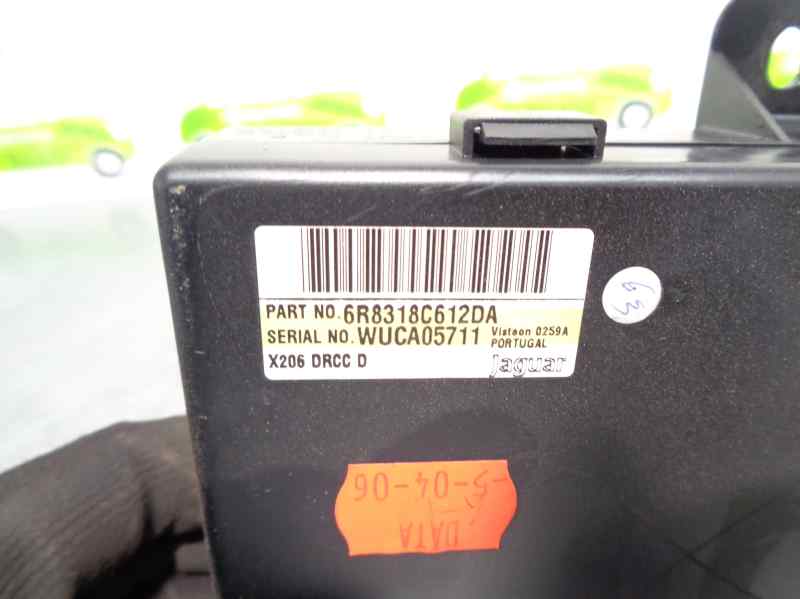 PART NO. 6R8318C612DA
SERIAL NO. WUCA05711 Visteon 0259A
PORTUGAL
X206 DRCC D
Jaguar
DATA
-5-04-06